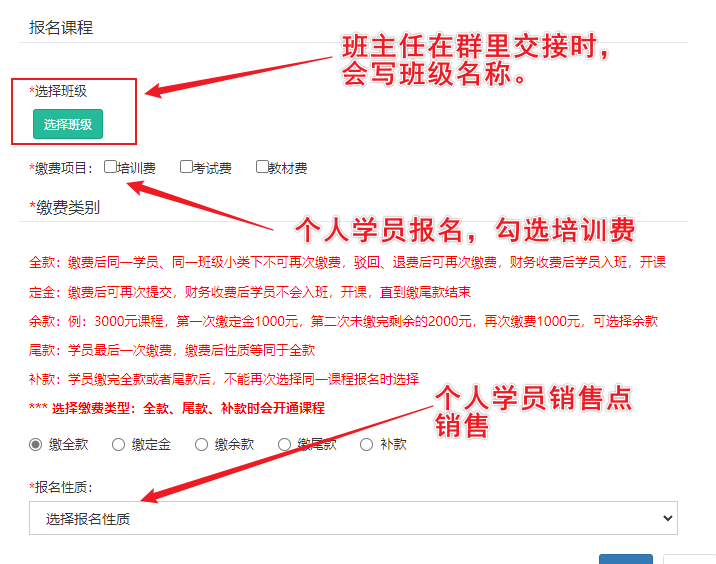 报名课程
班主任在群里交接时，
会写班级名称。
*选择班级
选择班级
*缴费项目： 培训费 考试费 教材费
*缴费类别
个人学员报名，勾选培训费
全款：缴费后同一学员、同一班级小类下不可再次缴费，驳回、退费后可再次缴费，财务收费后学员入班，开课
定金：缴费后可再次提交，财务收费后学员不会入班，开课，直到缴尾款结束
余款：例：3000元课程，第一次缴定金1000元，第二次未缴完剩余的2000元，再次缴费1000元，可选择余款
尾款：学员最后一次缴费，缴费后性质等同于全款
补款：学员缴完全款或者尾款后，不能再次选择同一课程报名时选择
*** 选择缴费类型：全款、尾款、补款时会开通课程
个人学员销售点
销售
缴全款 缴定金 缴余款 缴尾款 补款
*报名性质：
选择报名性质